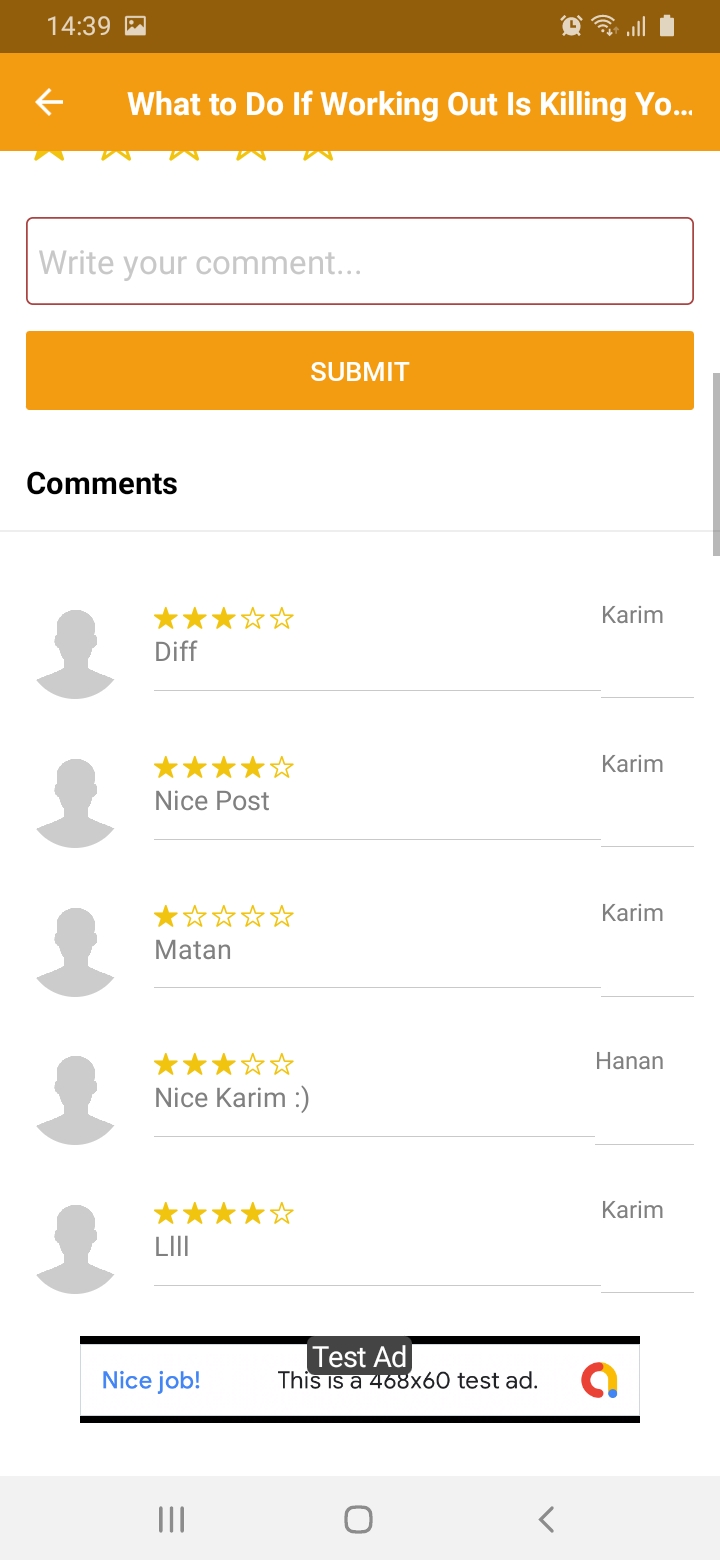 14:39
What to Do If Working Out Is Killing Yo...
Write your comment...
SUBMIT
Comments
Karim
Diff
Karim
Nice Post
Karim
Matan
Hanan
Nice Karim :)
Karim
Llll
Test Ad
Nice job!
This is a 468x60 test ad.